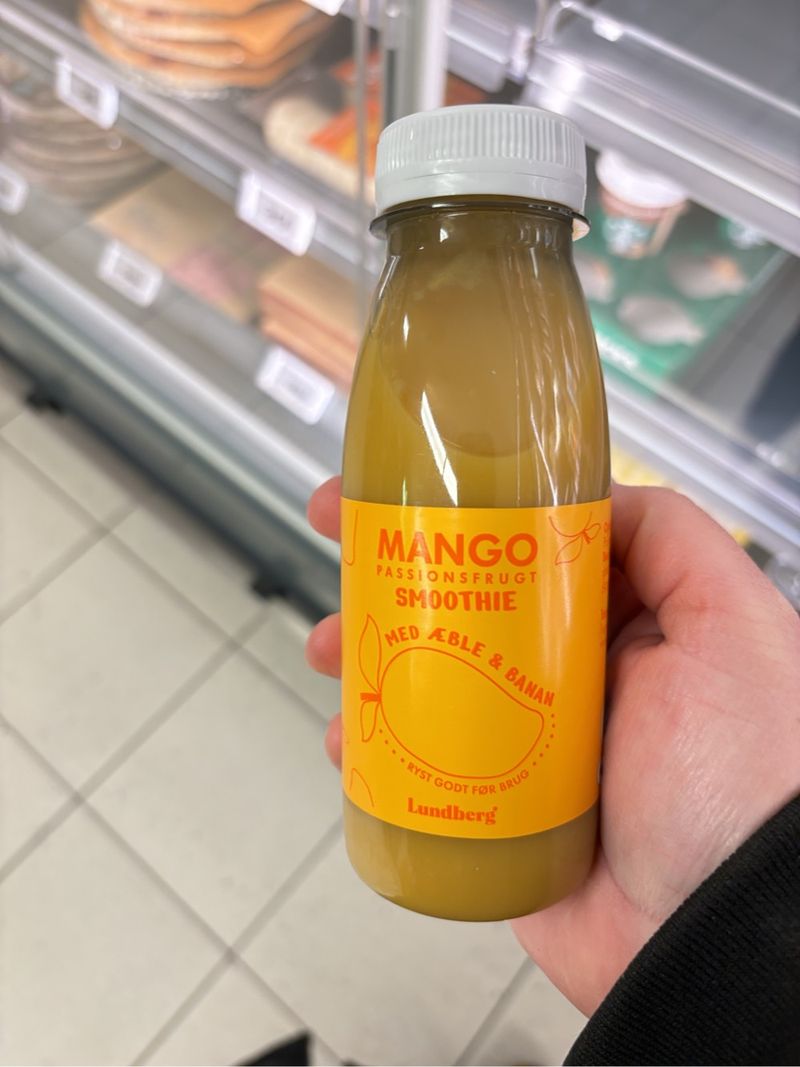 MANGO
PASSIONSFRUGT
SMOOTHIE
MED ÆBLE & BANAN
RYST GODT FØR BRUG
Lundberg